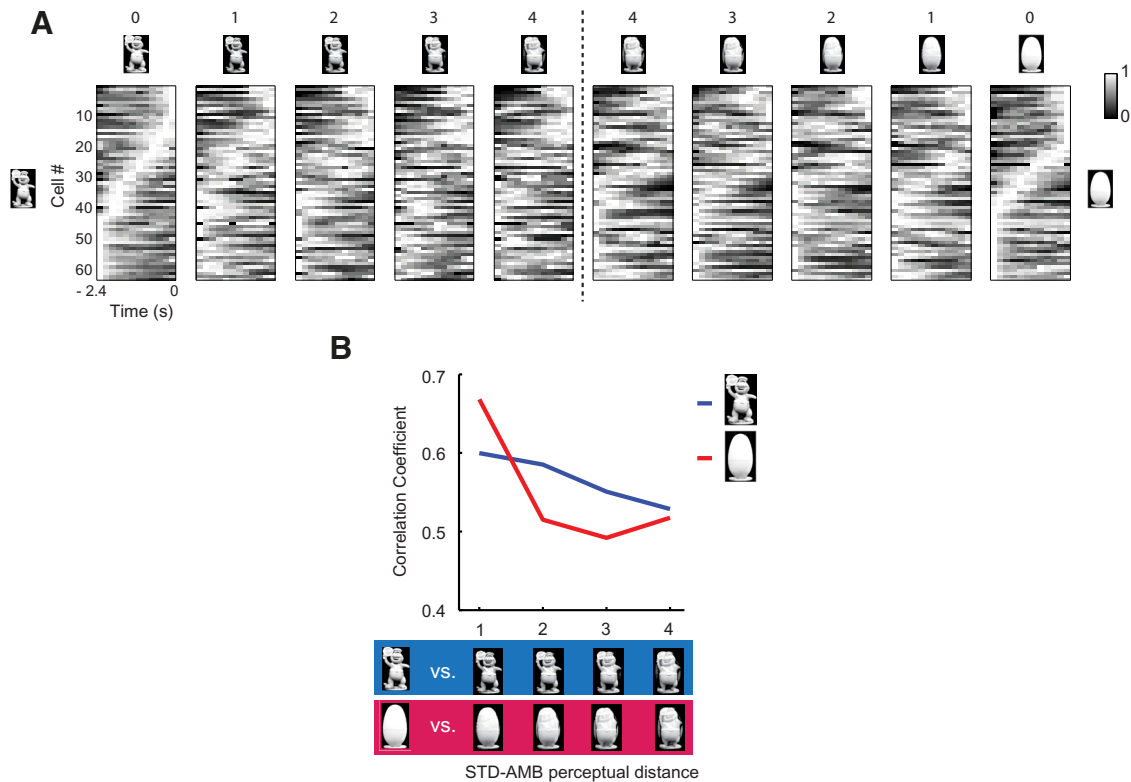 A
0 1 2 3 4 4 3 2 1 0
1
0
Cell #
10
20
30
40
50
60
- 2.4 0
Time (s)
B
Correlation Coefficient
0.7
0.6
0.5
0.4
1 2 3 4
vs.
vs.
STD-AMB perceptual distance